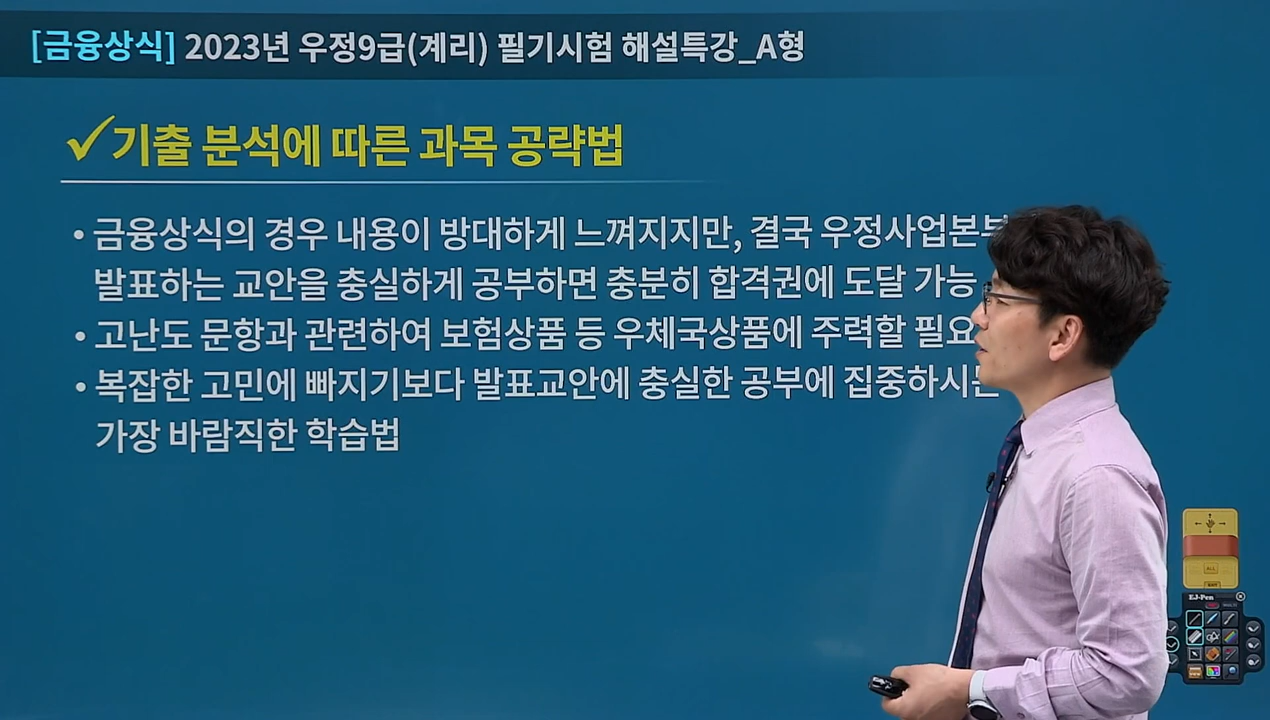 [금융상식] 2023년 우정9급(계리) 필기시험 해설특강_A형
✓기출 분석에 따른 과목 공략법
• 금융상식의 경우 내용이 방대하게 느껴지지만, 결국 우정사업본부
발표하는 교안을 충실하게 공부하면 충분히 합격권에 도달 가능
• 고난도 문항과 관련하여 보험상품 등 우체국상품에 주력할 필요
• 복잡한 고민에 빠지기보다 발표교안에 충실한 공부에 집중하시는
가장 바람직한 학습법
ALL
EJ-Pen